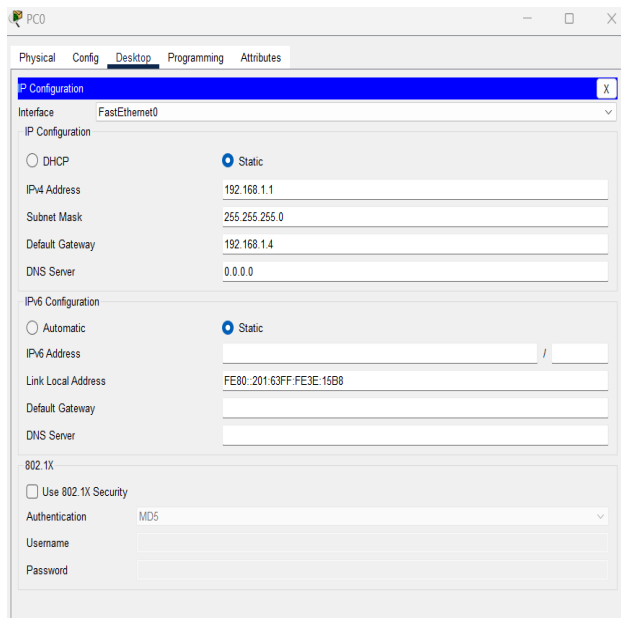 PC0
Physical Config Desktop Programming Attributes
IP Configuration X
Interface FastEthernet0
IP Configuration
DHCP Static
IPv4 Address 192.168.1.1
Subnet Mask 255.255.255.0
Default Gateway 192.168.1.4
DNS Server 0.0.0.0
IPv6 Configuration
Automatic Static
IPv6 Address /
Link Local Address FE80::201:63FF:FE3E:15B8
Default Gateway
DNS Server
802.1X
Use 802.1X Security
Authentication MD5
Username
Password